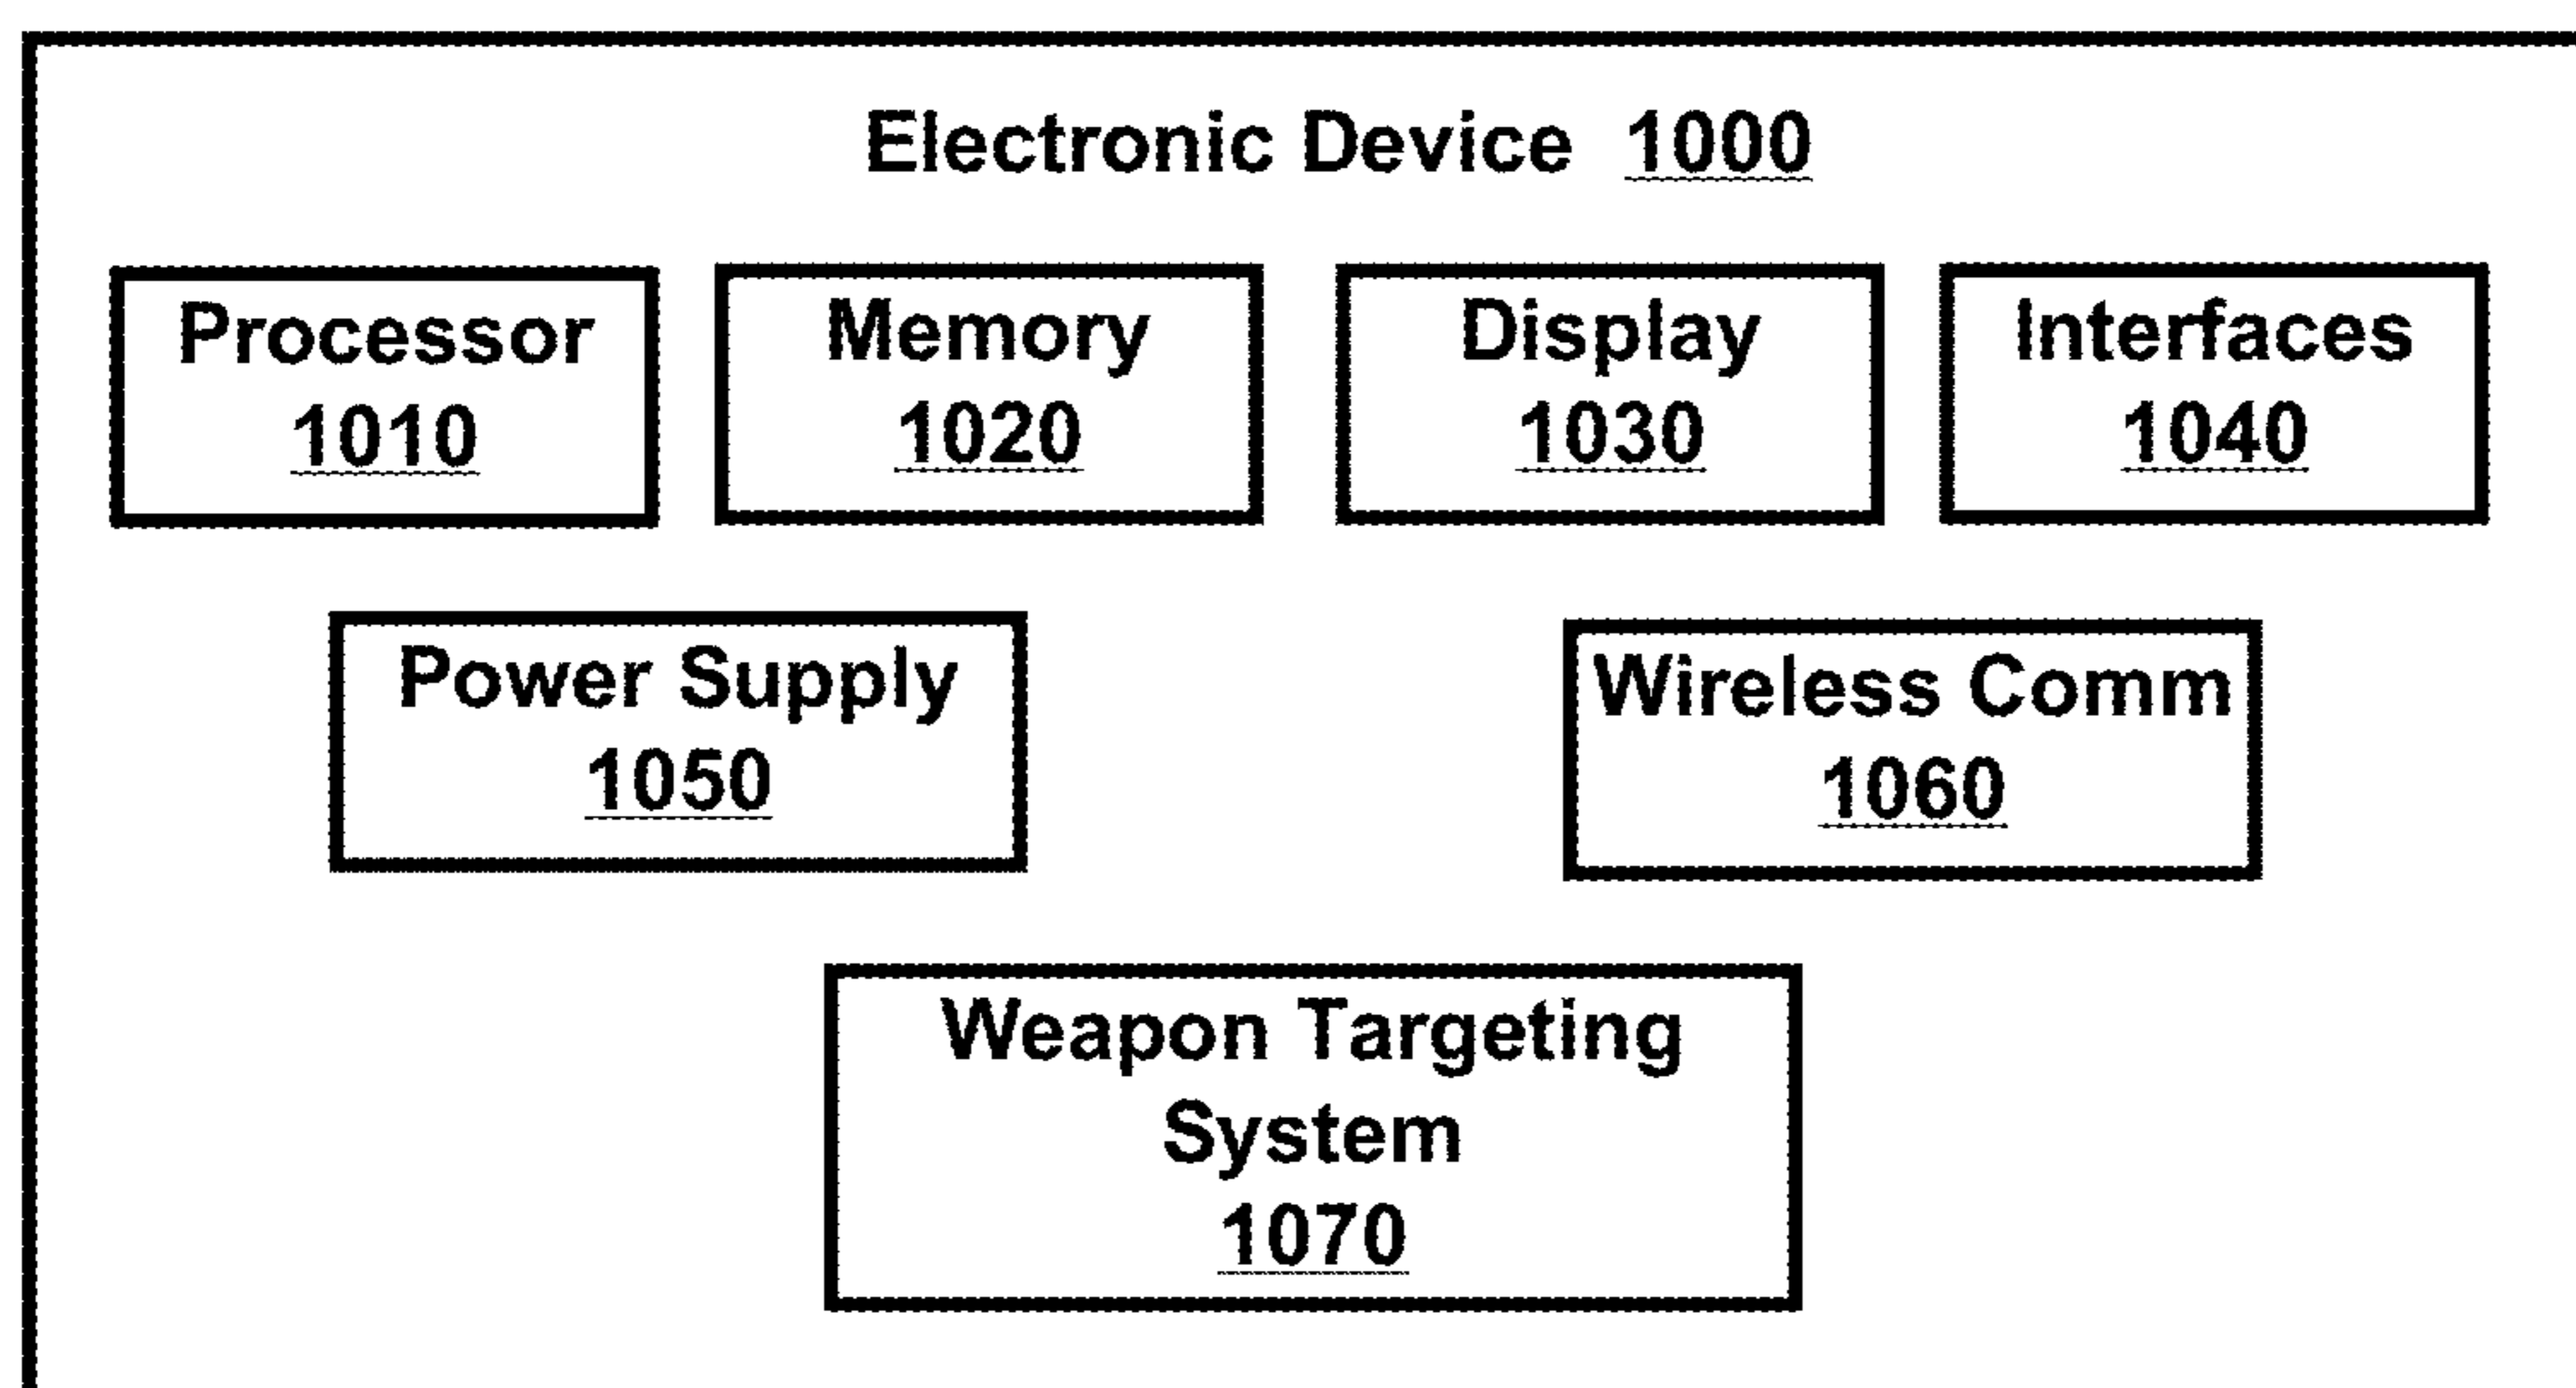 Electronic Device 1000
Processor
1010
Memory
1020
Display
1030
Interfaces
1040
Power Supply
1050
Wireless Comm
1060
Weapon Targeting
System
1070